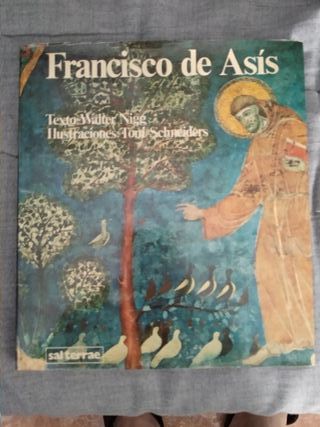 Francisco de Asís
Texto Walter Nigg
Ilustraciones Toni Schneiders
sal terrae